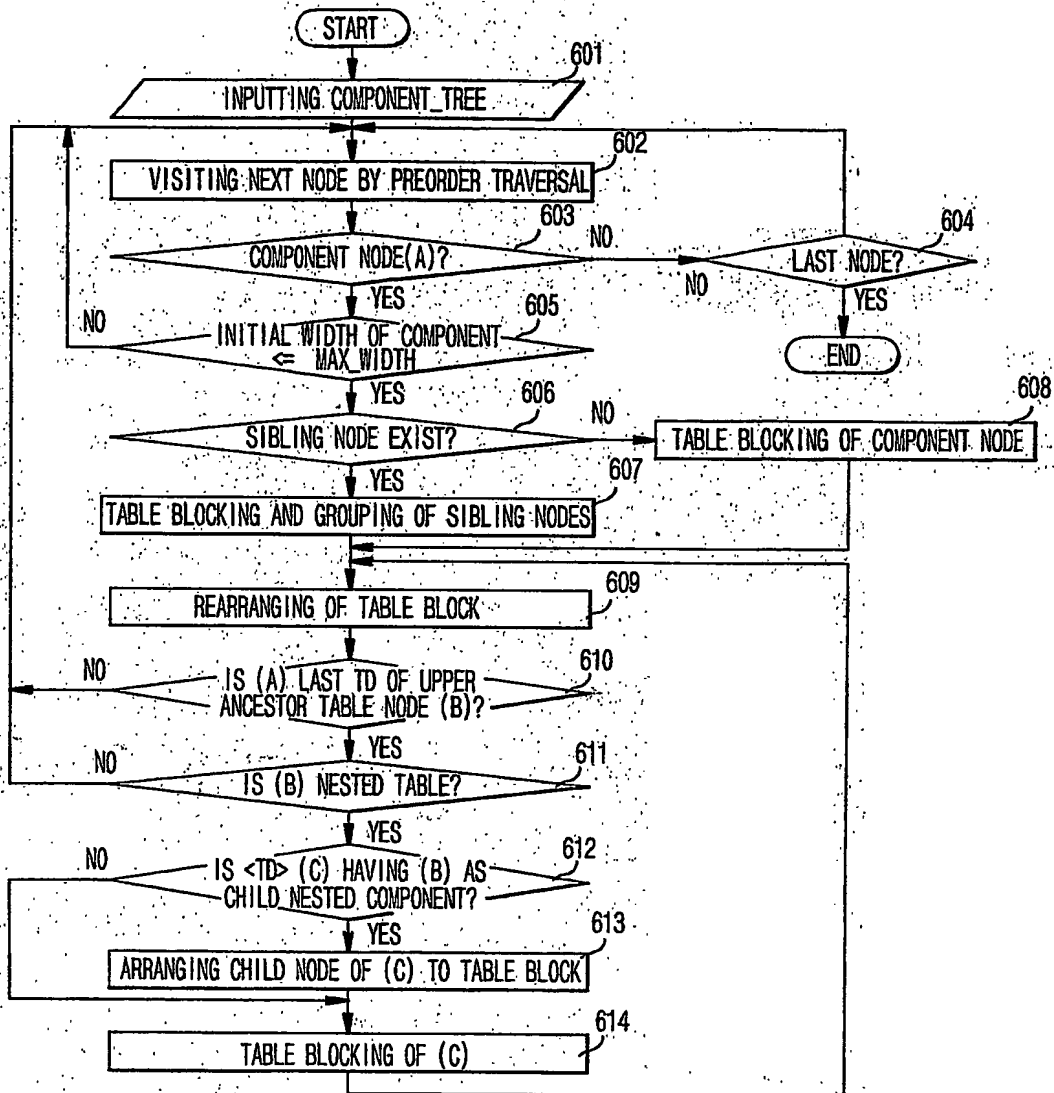 START
601
INPUTTING COMPONENT_TREE
602
VISITING NEXT NODE BY PREORDER TRAVERSAL
603
COMPONENT NODE(A)?
NO
604
LAST NODE?
NO
YES
YES
END
605
INITIAL WIDTH OF COMPONENT
<= MAX_WIDTH
NO
YES
606
SIBLING NODE EXIST?
NO
608
TABLE BLOCKING OF COMPONENT NODE
YES
607
TABLE BLOCKING AND GROUPING OF SIBLING NODES
609
REARRANGING OF TABLE BLOCK
610
IS (A) LAST TD OF UPPER
ANCESTOR TABLE NODE (B)?
NO
YES
611
IS (B) NESTED TABLE?
NO
YES
612
IS <TD> (C) HAVING (B) AS
CHILD NESTED COMPONENT?
NO
YES
613
ARRANGING CHILD NODE OF (C) TO TABLE BLOCK
614
TABLE BLOCKING OF (C)